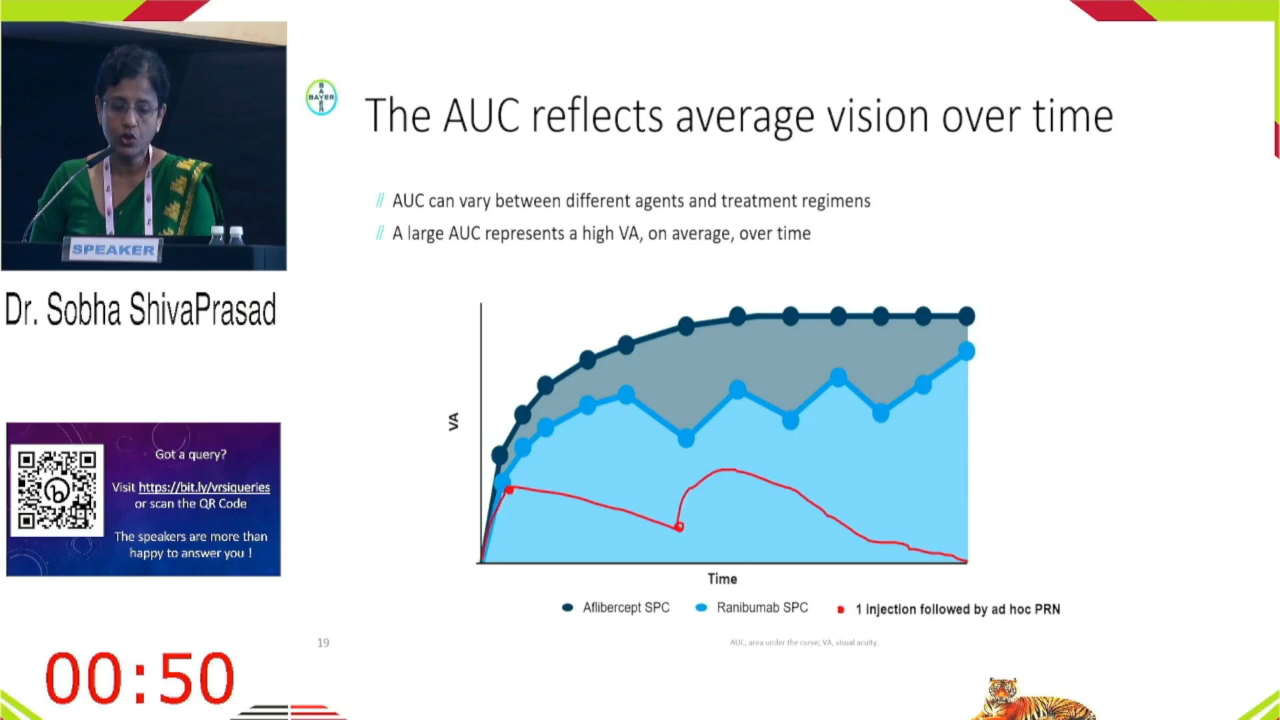 BAYER
The AUC reflects average vision over time
// AUC can vary between different agents and treatment regimens
// A large AUC represents a high VA, on average, over time
SPEAKER
Dr. Sobha ShivaPrasad
VA
Got a query?
Visit https://bit.ly/vrsiqueries
or scan the QR Code
The speakers are more than
happy to answer you !
Time
Aflibercept SPC
Ranibumab SPC
1 injection followed by ad hoc PRN
19
AUC, area under the curve; VA, visual acuity.
00:50